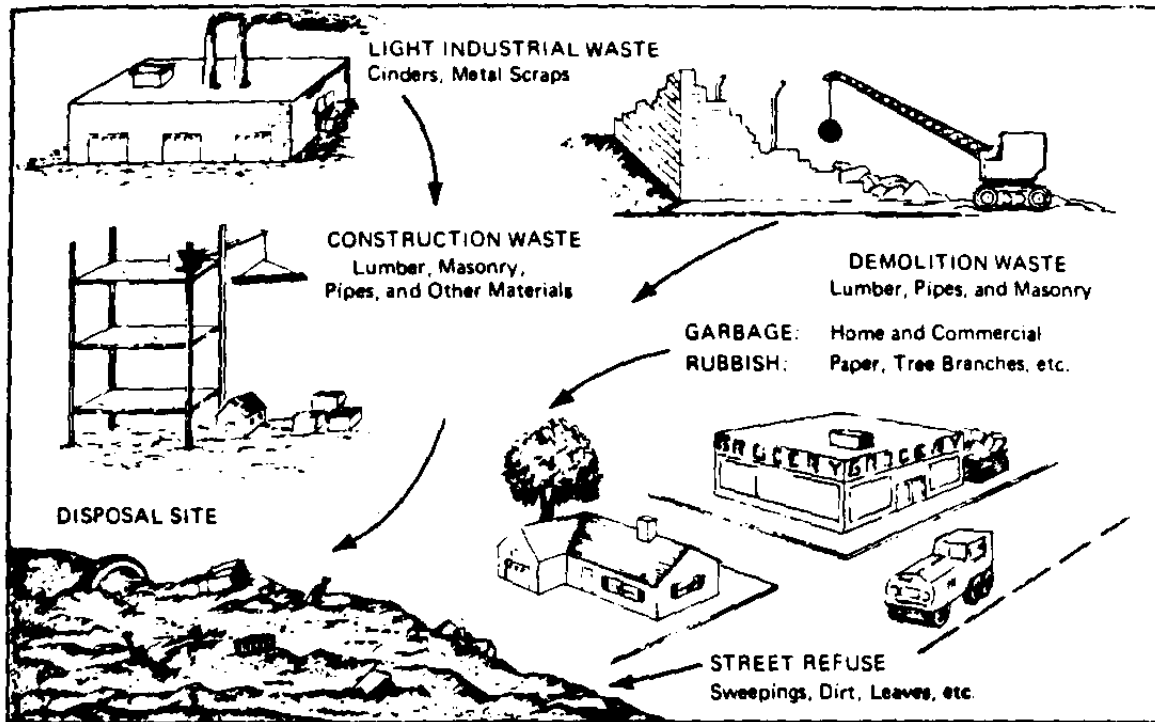 LIGHT INDUSTRIAL WASTE
Cinders, Metal Scraps
CONSTRUCTION WASTE
Lumber, Masonry,
Pipes, and Other Materials
DEMOLITION WASTE
Lumber, Pipes, and Masonry
GARBAGE: Home and Commercial
RUBBISH: Paper, Tree Branches, etc.
GROCERY GROCERY
DISPOSAL SITE
STREET REFUSE
Sweepings, Dirt, Leaves, etc.